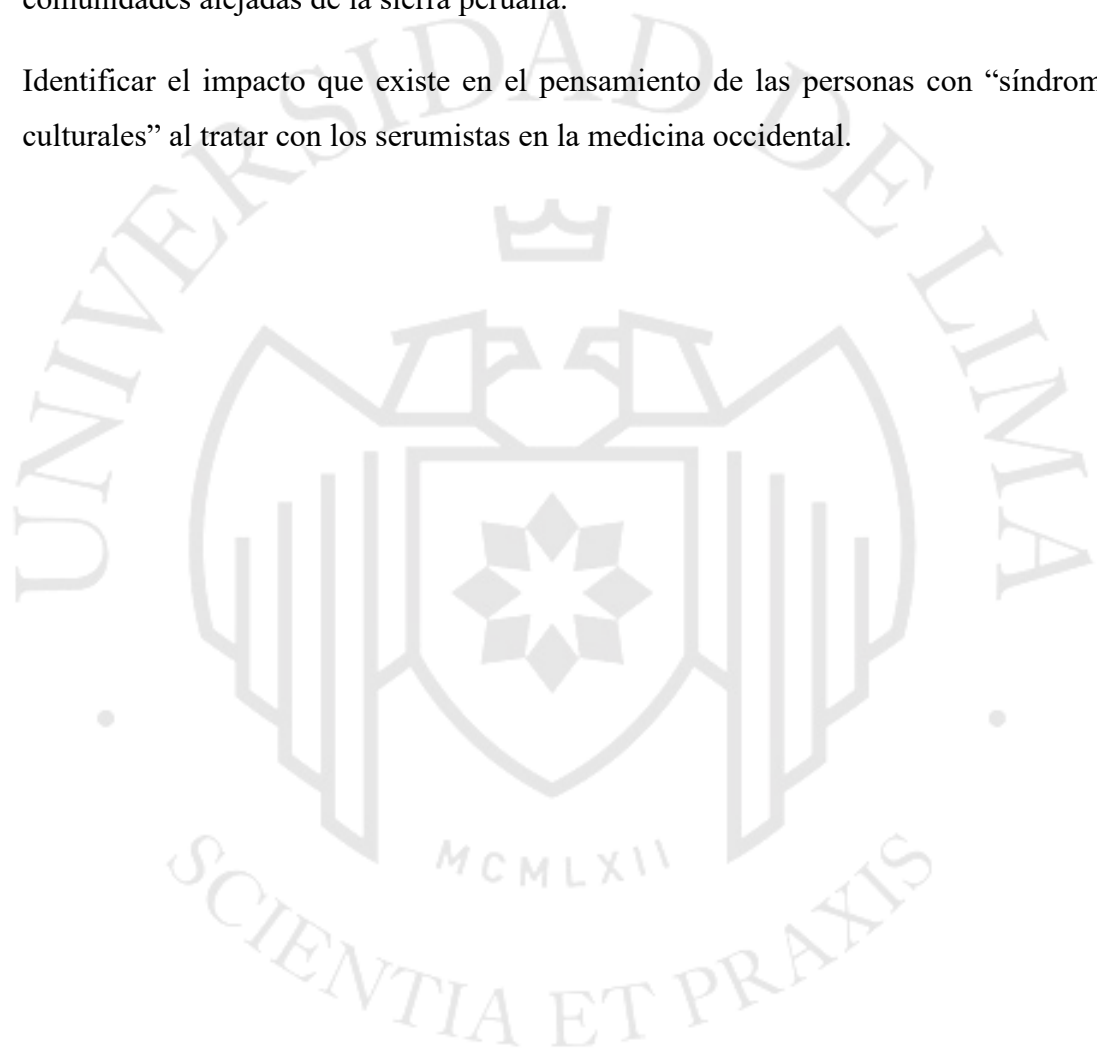 comunidades alejadas de la sierra peruana.
Identificar el impacto que existe en el pensamiento de las personas con “síndrom
culturales” al tratar con los serumistas en la medicina occidental.
UNIVERSIDAD DE LIMA
MCMLXII
SCIENTIA ET PRAXIS